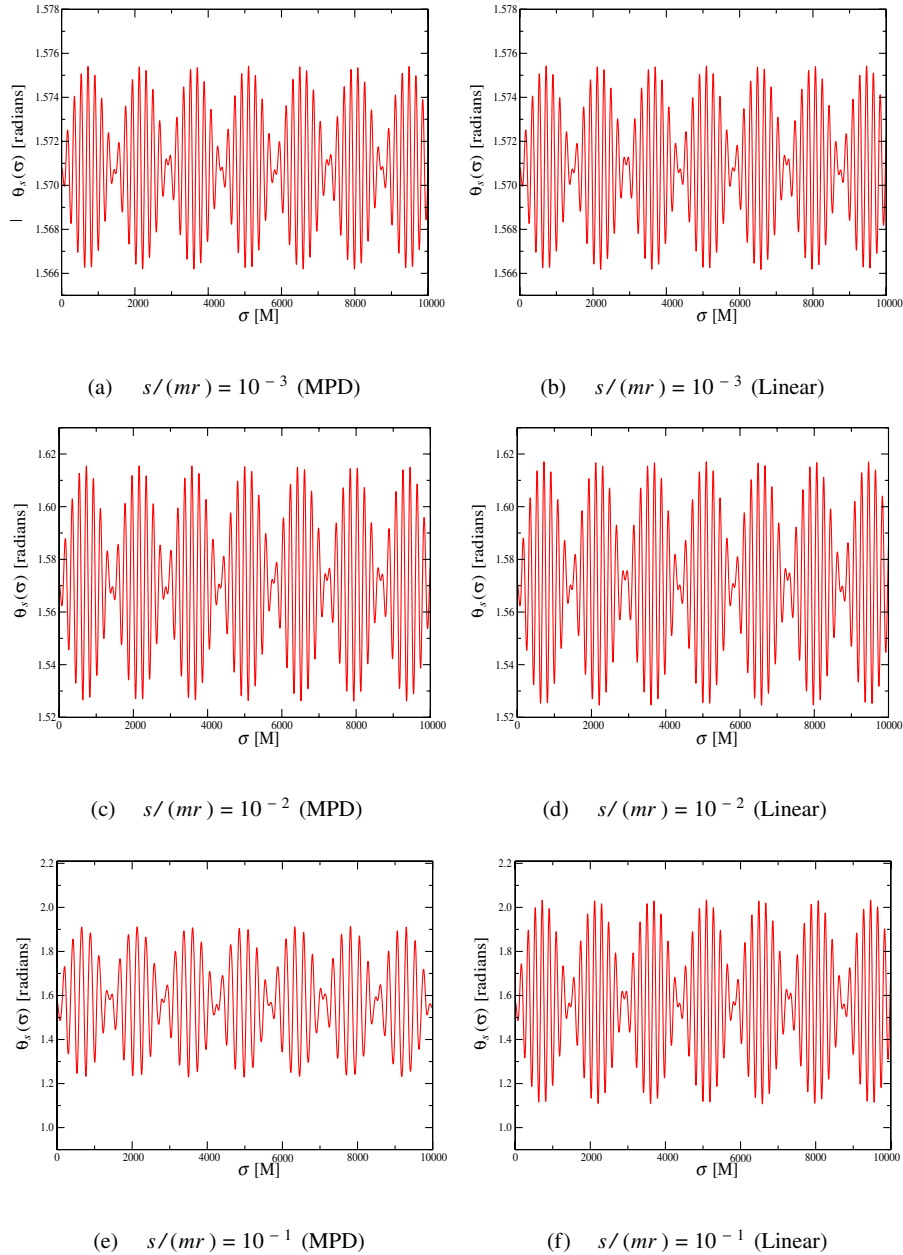 1.578
1.576
1.574
1.572
1.570
1.568
1.566
| θs(σ) [radians]
0 2000 4000 6000 8000 10000
σ [M]
(a) s/(mr) = 10 − 3 (MPD)
1.578
1.576
1.574
1.572
1.570
1.568
1.566
θs(σ) [radians]
0 2000 4000 6000 8000 10000
σ [M]
(b) s/(mr) = 10 − 3 (Linear)
1.62
1.60
1.58
1.56
1.54
1.52
θs(σ) [radians]
0 2000 4000 6000 8000 10000
σ [M]
(c) s/(mr) = 10 − 2 (MPD)
1.62
1.60
1.58
1.56
1.54
1.52
θs(σ) [radians]
0 2000 4000 6000 8000 10000
σ [M]
(d) s/(mr) = 10 − 2 (Linear)
2.2
2.0
1.8
1.6
1.4
1.2
1.0
θs(σ) [radians]
0 2000 4000 6000 8000 10000
σ [M]
(e) s/(mr) = 10 − 1 (MPD)
2.2
2.0
1.8
1.6
1.4
1.2
1.0
θs(σ) [radians]
0 2000 4000 6000 8000 10000
σ [M]
(f) s/(mr) = 10 − 1 (Linear)